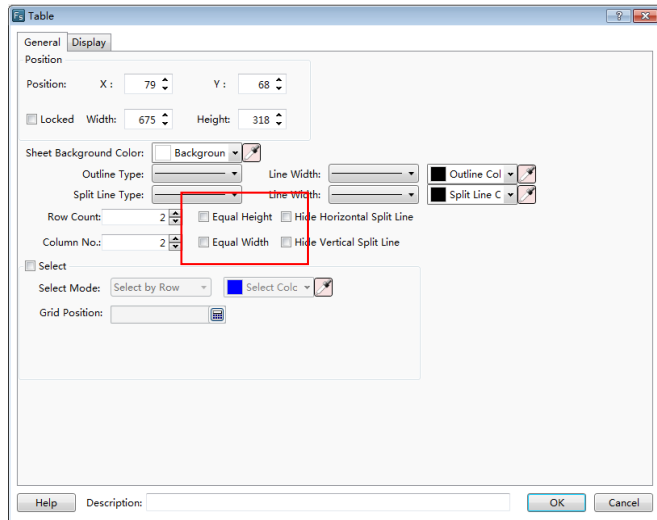 Fs Table
General Display
Position
Position: X : 79 Y : 68
Locked Width: 675 Height: 318
Sheet Background Color: Backgroun
Outline Type: Line Width: Outline Col
Split Line Type: Line Width: Split Line C
Row Count: 2 Equal Height Hide Horizontal Split Line
Column No.: 2 Equal Width Hide Vertical Split Line
Select
Select Mode: Select by Row Select Colc
Grid Position:
Help Description: OK Cancel